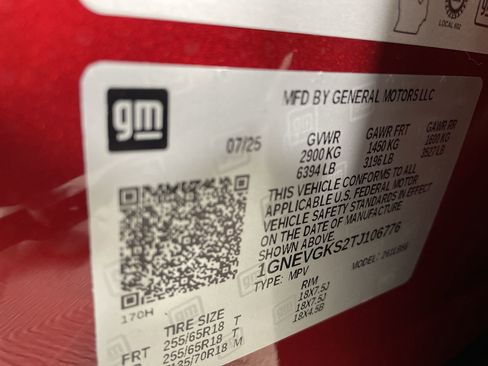 LOCAL 602
gm
MFD BY GENERAL MOTORS LLC
07/25
GVWR GAWR FRT GAWR RR
2900 KG 1450 KG 1600 KG
6394 LB 3196 LB 3527 LB
THIS VEHICLE CONFORMS TO ALL
APPLICABLE U.S. FEDERAL MOTOR
VEHICLE SAFETY STANDARDS IN EFFECT
ON THE DATE OF MANUFACTURE
SHOWN ABOVE.
1GNEVGKS2TJ106776
TYPE: MPV MODEL:
170H
TIRE SIZE RIM
FRT 255/65R18 T 18X7.5J
255/65R18 T 18X7.5J
135/70R18 M 18X4.5B